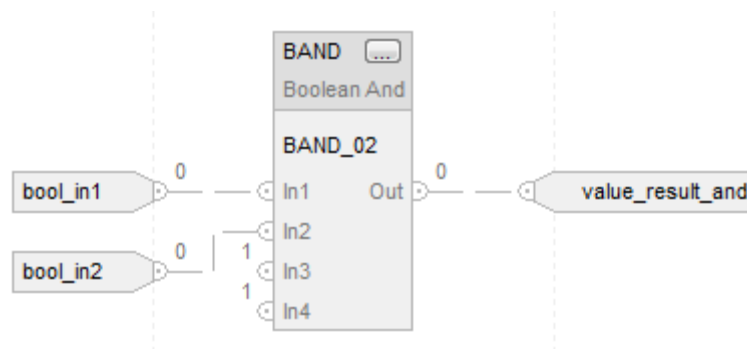 BAND ...
Boolean And
BAND_02
0
0
bool_in1
In1
Out
value_result_and
In2
0
1
bool_in2
In3
1
In4